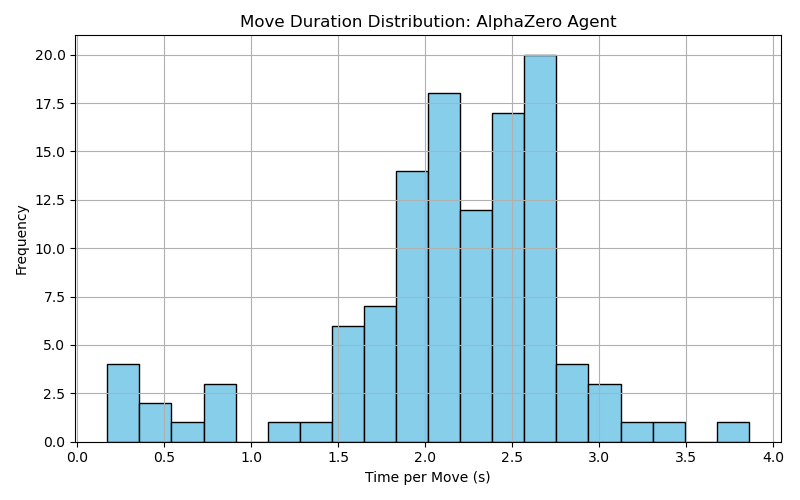 Move Duration Distribution: AlphaZero Agent
20.0
17.5
15.0
12.5
10.0
7.5
5.0
2.5
0.0
Frequency
0.0 0.5 1.0 1.5 2.0 2.5 3.0 3.5 4.0
Time per Move (s)